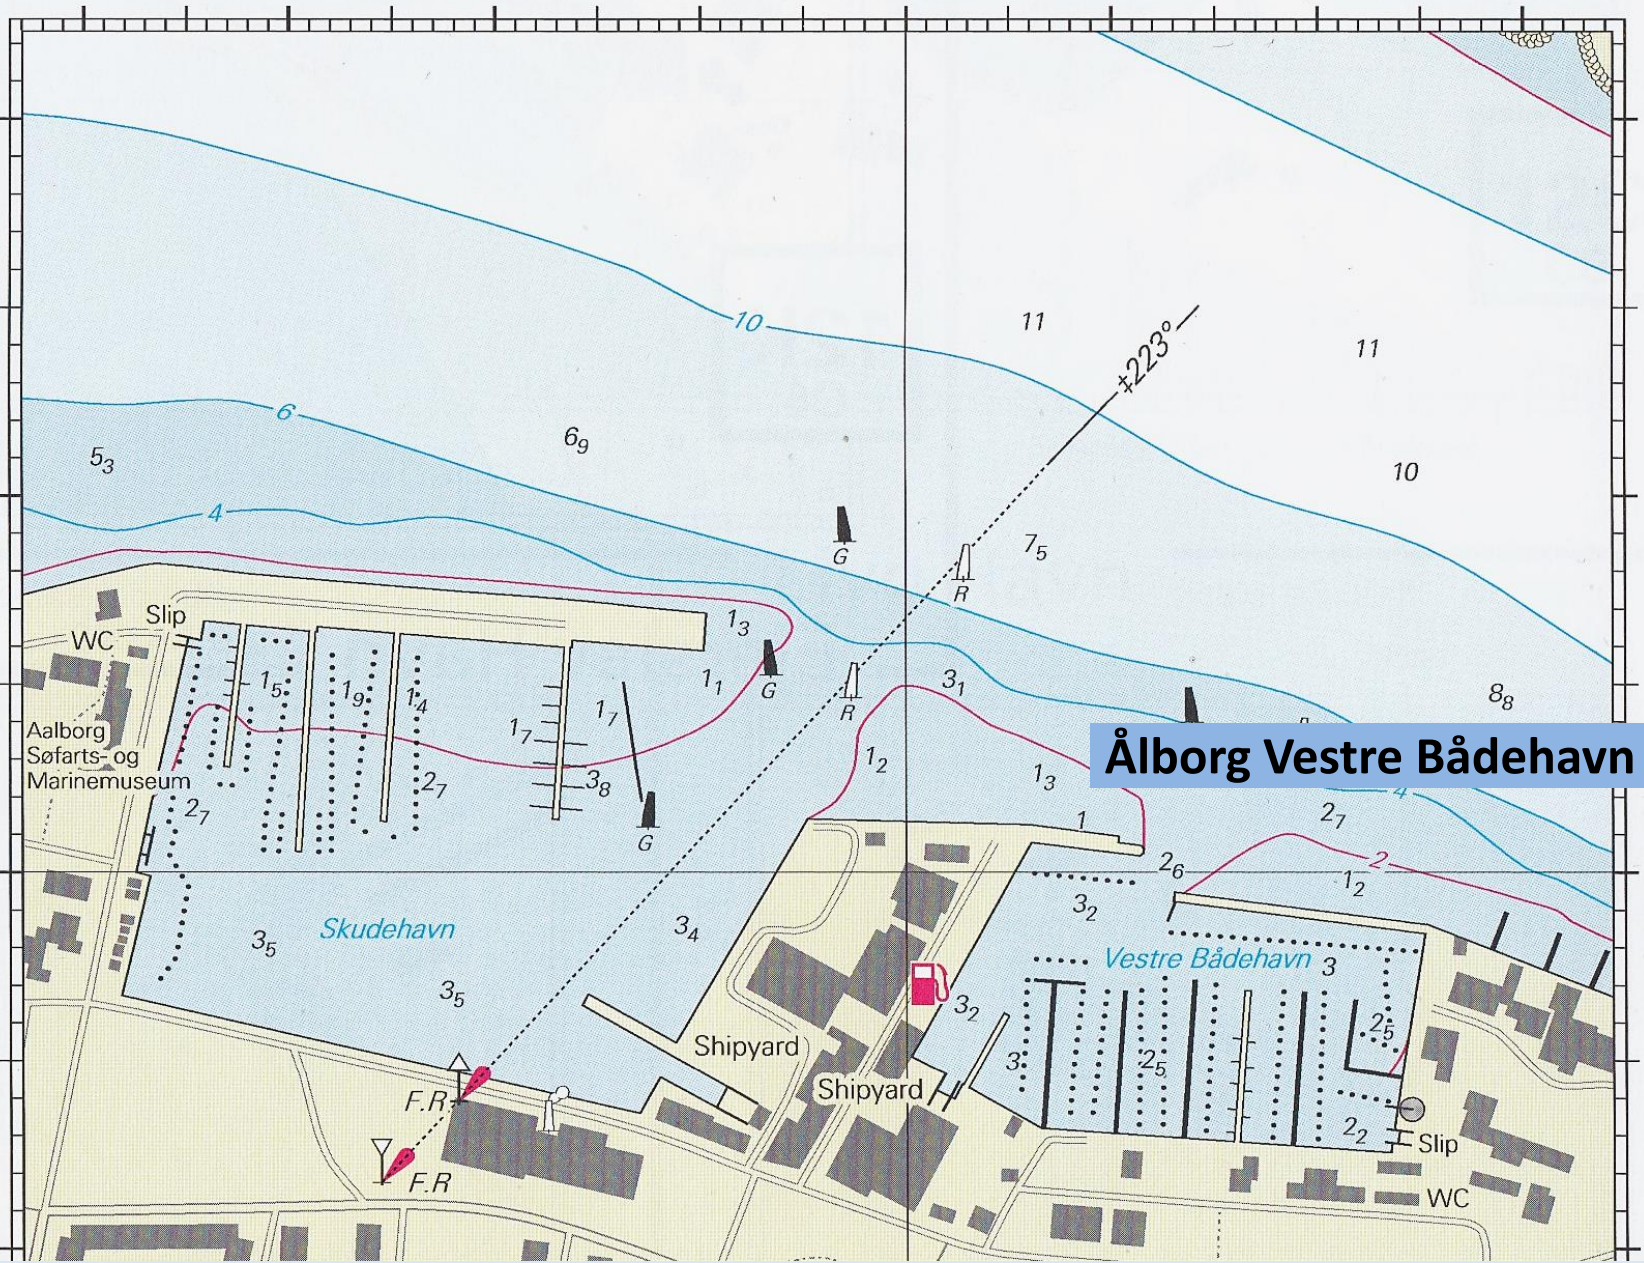 10
11
‡223°
11
6
6₉
5₃
10
4
G
7₅
R
1₃
Slip
WC
1₅
1₉
1₄
1₁
G
3₁
R
8₈
1₇
1₇
Aalborg
Søfarts- og
Marinemuseum
Ålborg Vestre Bådehavn
1₂
1₃
3₈
2₇
2₇
4
2₇
1
G
2
2₆
1₂
3₂
Skudehavn
3₄
3₅
Vestre Bådehavn
3
3₅
3₂
2₅
Shipyard
3
2₅
Shipyard
F.R
2₂
Slip
F.R
WC